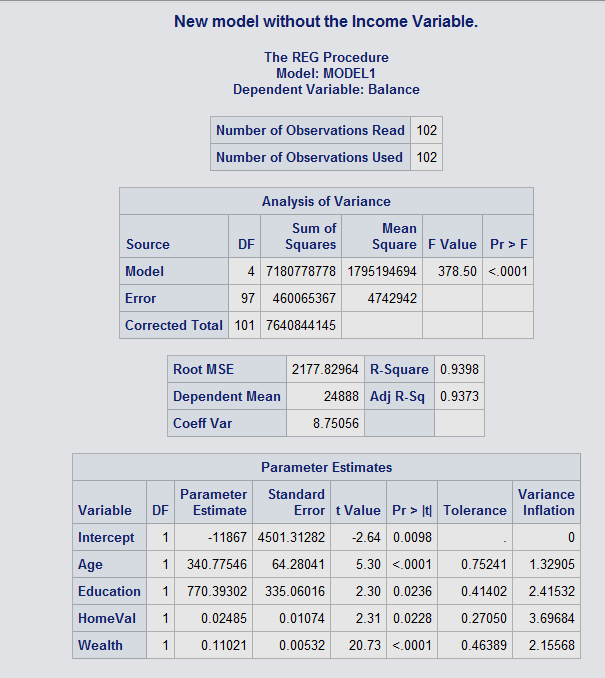 New model without the Income Variable.
The REG Procedure
Model: MODEL1
Dependent Variable: Balance
Number of Observations Read 102
Number of Observations Used 102
Analysis of Variance
Source DF Sum of Squares Mean Square F Value Pr > F
Model 4 7180778778 1795194694 378.50 <.0001
Error 97 460065367 4742942
Corrected Total 101 7640844145
Root MSE 2177.82964 R-Square 0.9398
Dependent Mean 24888 Adj R-Sq 0.9373
Coeff Var 8.75056
Parameter Estimates
Variable DF Parameter Estimate Standard Error t Value Pr > |t| Tolerance Variance Inflation
Intercept 1 -11867 4501.31282 -2.64 0.0098 . 0
Age 1 340.77546 64.28041 5.30 <.0001 0.75241 1.32905
Education 1 770.39302 335.06016 2.30 0.0236 0.41402 2.41532
HomeVal 1 0.02485 0.01074 2.31 0.0228 0.27050 3.69684
Wealth 1 0.11021 0.00532 20.73 <.0001 0.46389 2.15568